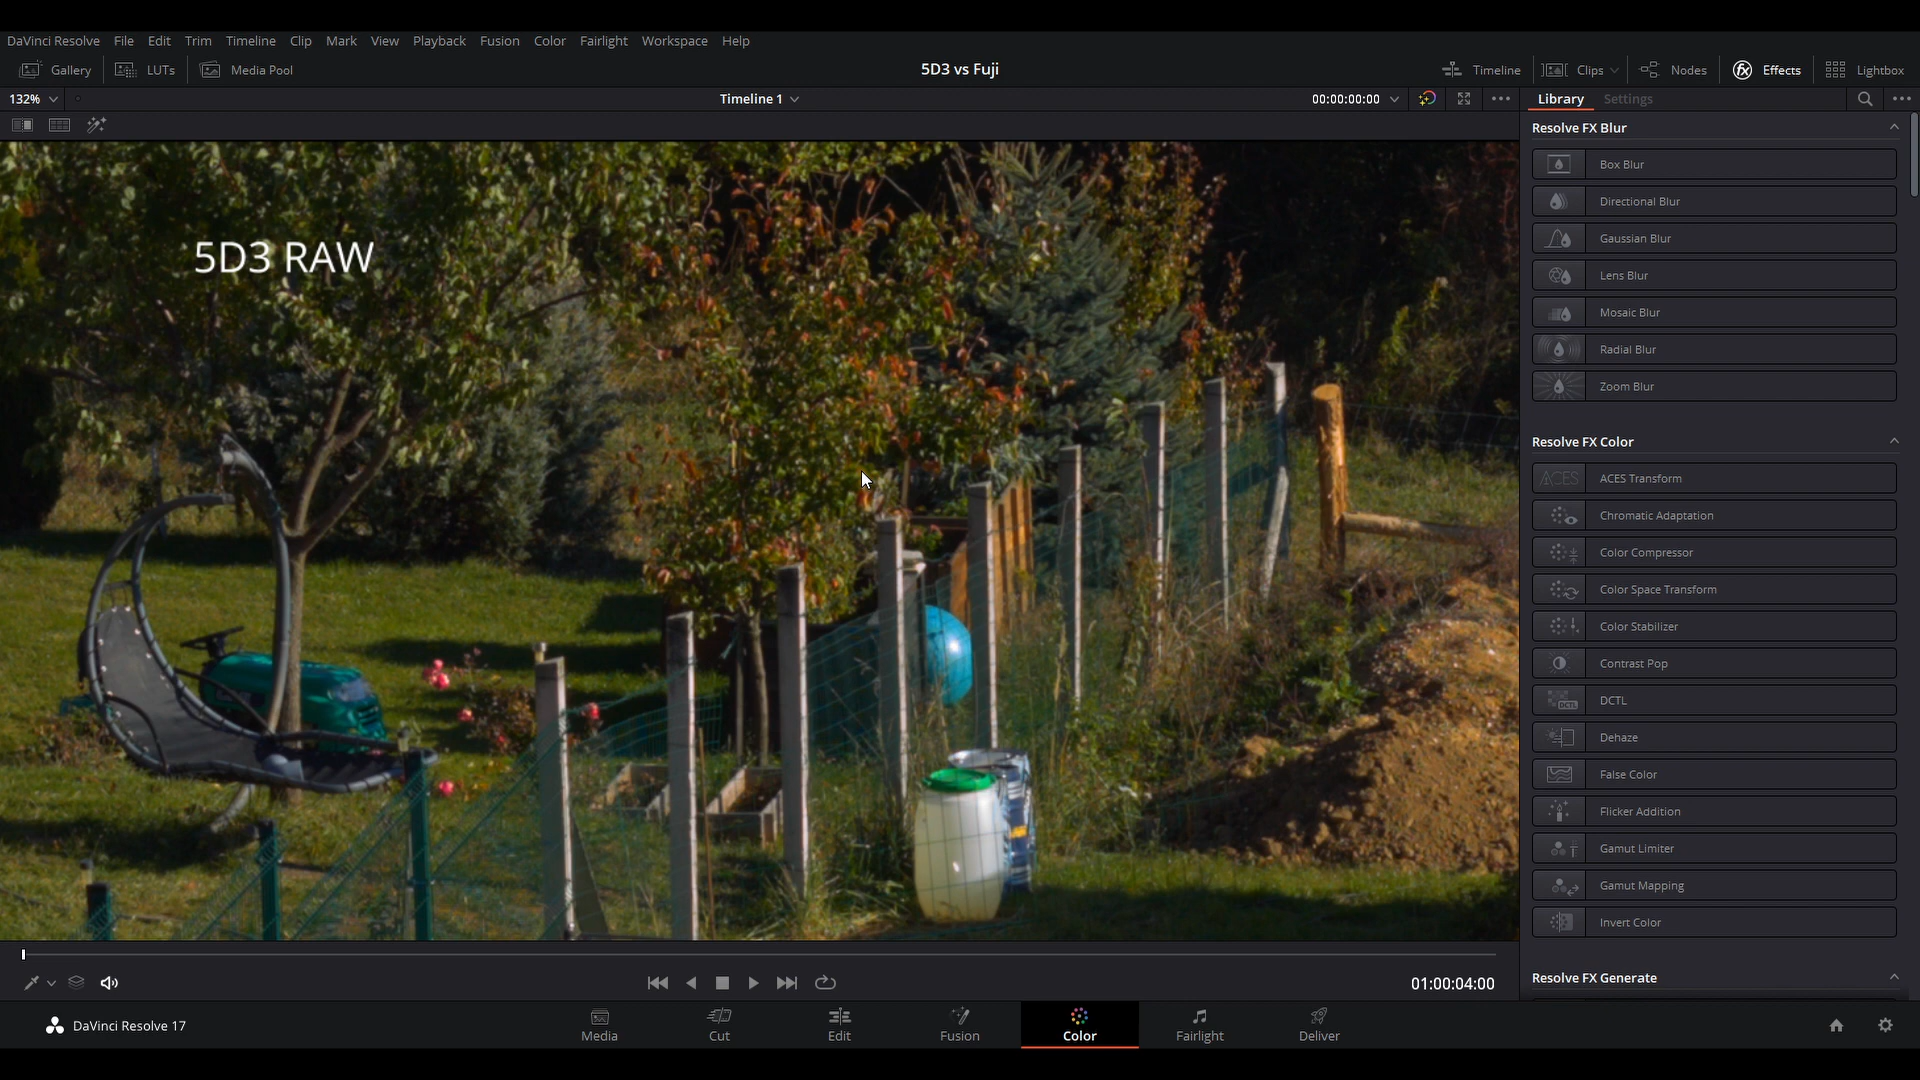 DaVinci Resolve File Edit Trim Timeline Clip Mark View Playback Fusion Color Fairlight Workspace Help
Gallery LUTs Media Pool 5D3 vs Fuji Timeline Clips Nodes Effects Lightbox
132% Timeline 1 00:00:00:00 Library Settings
Resolve FX Blur
Box Blur
Directional Blur
Gaussian Blur
Lens Blur
Mosaic Blur
Radial Blur
Zoom Blur
Resolve FX Color
ACES ACES Transform
Chromatic Adaptation
Color Compressor
Color Space Transform
Color Stabilizer
Contrast Pop
DCTL DCTL
Dehaze
False Color
Flicker Addition
Gamut Limiter
Gamut Mapping
Invert Color
Resolve FX Generate
5D3 RAW
01:00:04:00
DaVinci Resolve 17 Media Cut Edit Fusion Color Fairlight Deliver